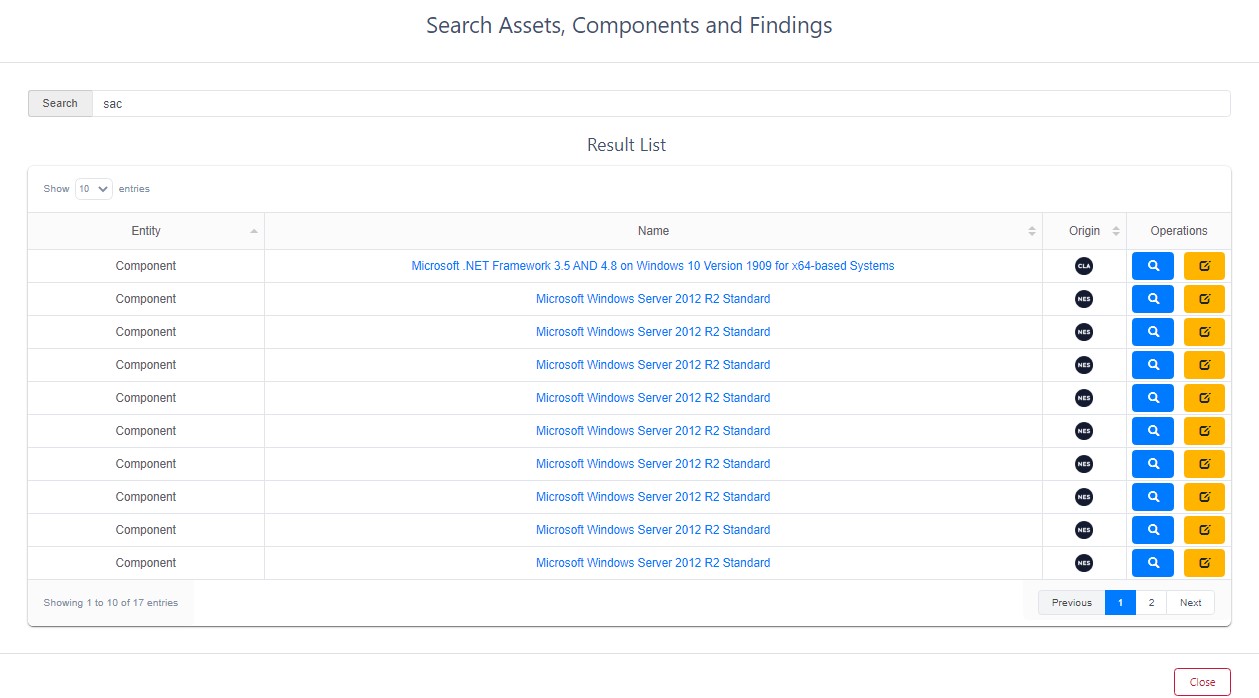 Search Assets, Components and Findings
Search sac
Result List
Show 10 entries
Entity Name Origin Operations
Component Microsoft .NET Framework 3.5 AND 4.8 on Windows 10 Version 1909 for x64-based Systems CLA
Component Microsoft Windows Server 2012 R2 Standard NES
Component Microsoft Windows Server 2012 R2 Standard NES
Component Microsoft Windows Server 2012 R2 Standard NES
Component Microsoft Windows Server 2012 R2 Standard NES
Component Microsoft Windows Server 2012 R2 Standard NES
Component Microsoft Windows Server 2012 R2 Standard NES
Component Microsoft Windows Server 2012 R2 Standard NES
Component Microsoft Windows Server 2012 R2 Standard NES
Component Microsoft Windows Server 2012 R2 Standard NES
Showing 1 to 10 of 17 entries Previous 1 2 Next
Close